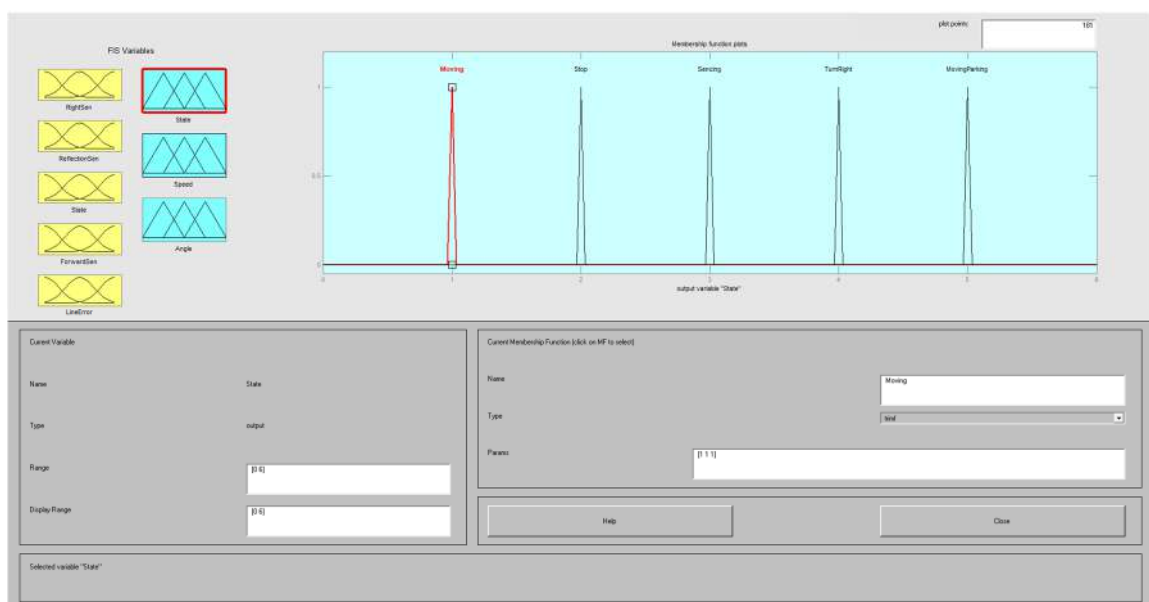 plot points:
181
FIS Variables
Membership function plots
Moving
Stop
Sencing
TurnRight
MovingParking
RightSen
State
ReflectionSen
Speed
State
Angle
ForwardSen
LineError
1
0.5
0
0 1 2 3 4 5 6
output variable "State"
Current Variable
Name State
Type output
Range [0 6]
Display Range [0 6]
Current Membership Function (click on MF to select)
Name Moving
Type trimf
Params [1 1 1]
Help
Close
Selected variable "State"